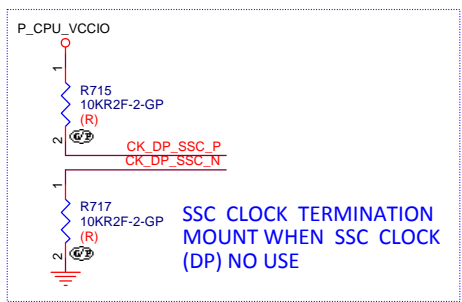 P_CPU_VCCIO
1
R715
10KR2F-2-GP
(R)
2
G/P
CK_DP_SSC_P
CK_DP_SSC_N
1
R717
10KR2F-2-GP
(R)
2
G/P
SSC CLOCK TERMINATION
MOUNT WHEN SSC CLOCK
(DP) NO USE